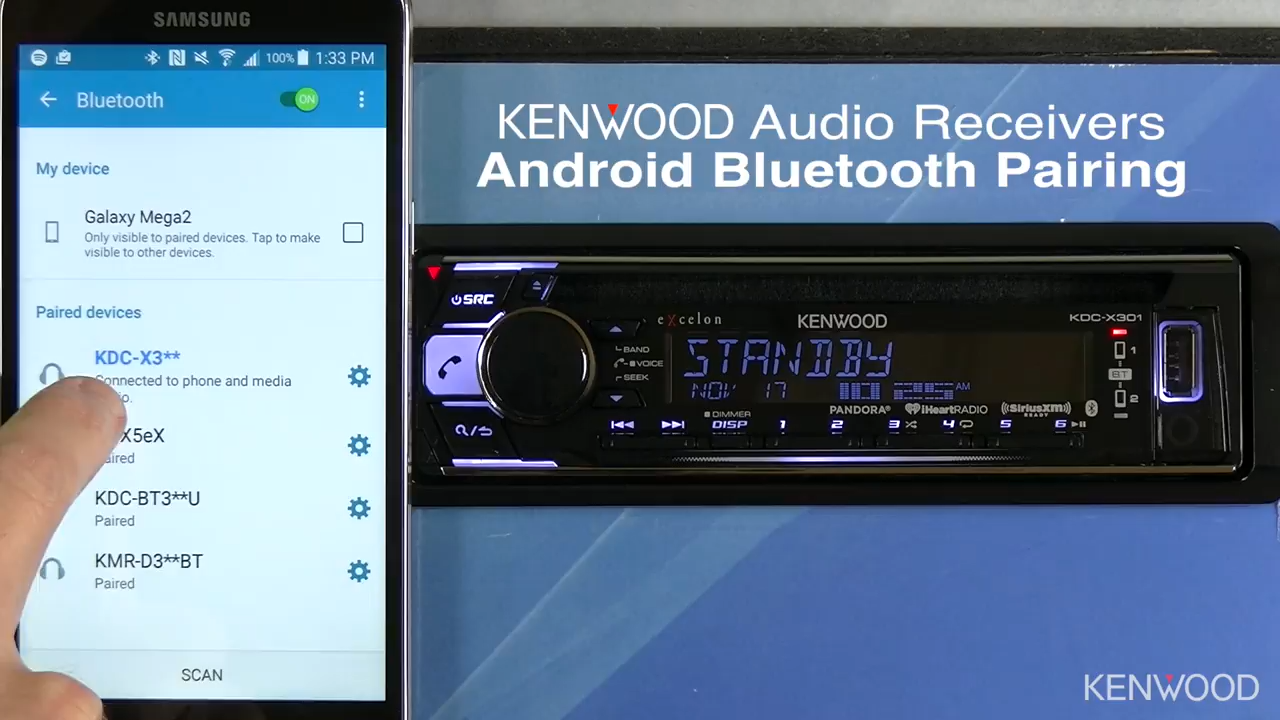 SAMSUNG
100% 1:33 PM
Bluetooth
ON
My device
Galaxy Mega2
Only visible to paired devices. Tap to make
visible to other devices.
Paired devices
KDC-X3**
Connected to phone and media
X5eX
KDC-BT3**U
Paired
KMR-D3**BT
Paired
SCAN
KENWOOD Audio Receivers
Android Bluetooth Pairing
SRC
eXcelon
KENWOOD
KDC-X301
BAND
VOICE
SEEK
STANDBY
NOV 17 10:25 AM
1
BT
2
PANDORA® iHeartRADIO ((SiriusXM))
READY
DIMMER
DISP 1 2 3 4 5 6
KENWOOD